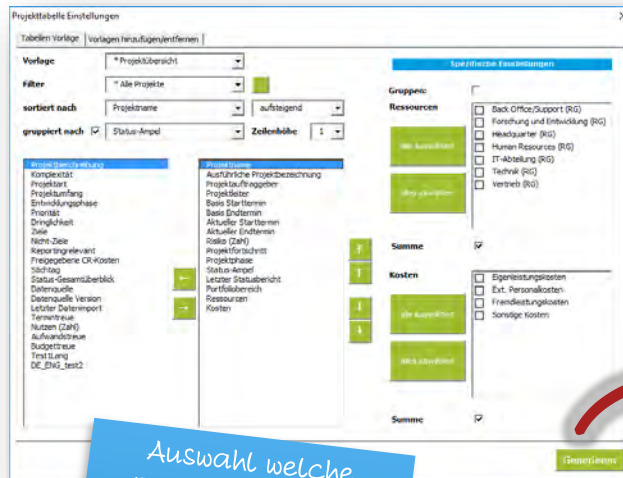 Projekttabelle Einstellungen
Tabellen Vorlage
Vorlagen hinzufügen/entfernen
Vorlage
* Projektübersicht
Filter
* Alle Projekte
sortiert nach
Projektname
aufsteigend
gruppiert nach
Status-Ampel
Zeilenhöhe
1
Projektbeschreibung
Komplexität
Projektart
Projektumfang
Entwicklungsphase
Priorität
Dringlichkeit
Ziele
Nicht-Ziele
Reportingrelevant
Freigegebene CR-Kosten
Stichtag
Status-Gesamtüberblick
Datenquelle
Datenquelle Version
Letzter Datenimport
Termintreue
Nutzen (Zahl)
Aufwandstreue
Budgettreue
Test1Lang
DE_ENG_test2
Projektname
Ausführliche Projektbezeichnung
Projektauftraggeber
Projektleiter
Basis Starttermin
Basis Endtermin
Aktueller Starttermin
Aktueller Endtermin
Risiko (Zahl)
Projektfortschritt
Projektphase
Status-Ampel
Letzter Statusbericht
Portfoliobereich
Ressourcen
Kosten
Spezifische Einstellungen
Gruppen:
Ressourcen
Back Office/Support (RG)
Forschung und Entwicklung (RG)
Headquarter (RG)
Human Resources (RG)
IT-Abteilung (RG)
Technik (RG)
Vertrieb (RG)
Summe
Kosten
Eigenleistungskosten
Ext. Personalkosten
Fremdleistungskosten
Sonstige Kosten
Summe
Generieren
Auswahl welche